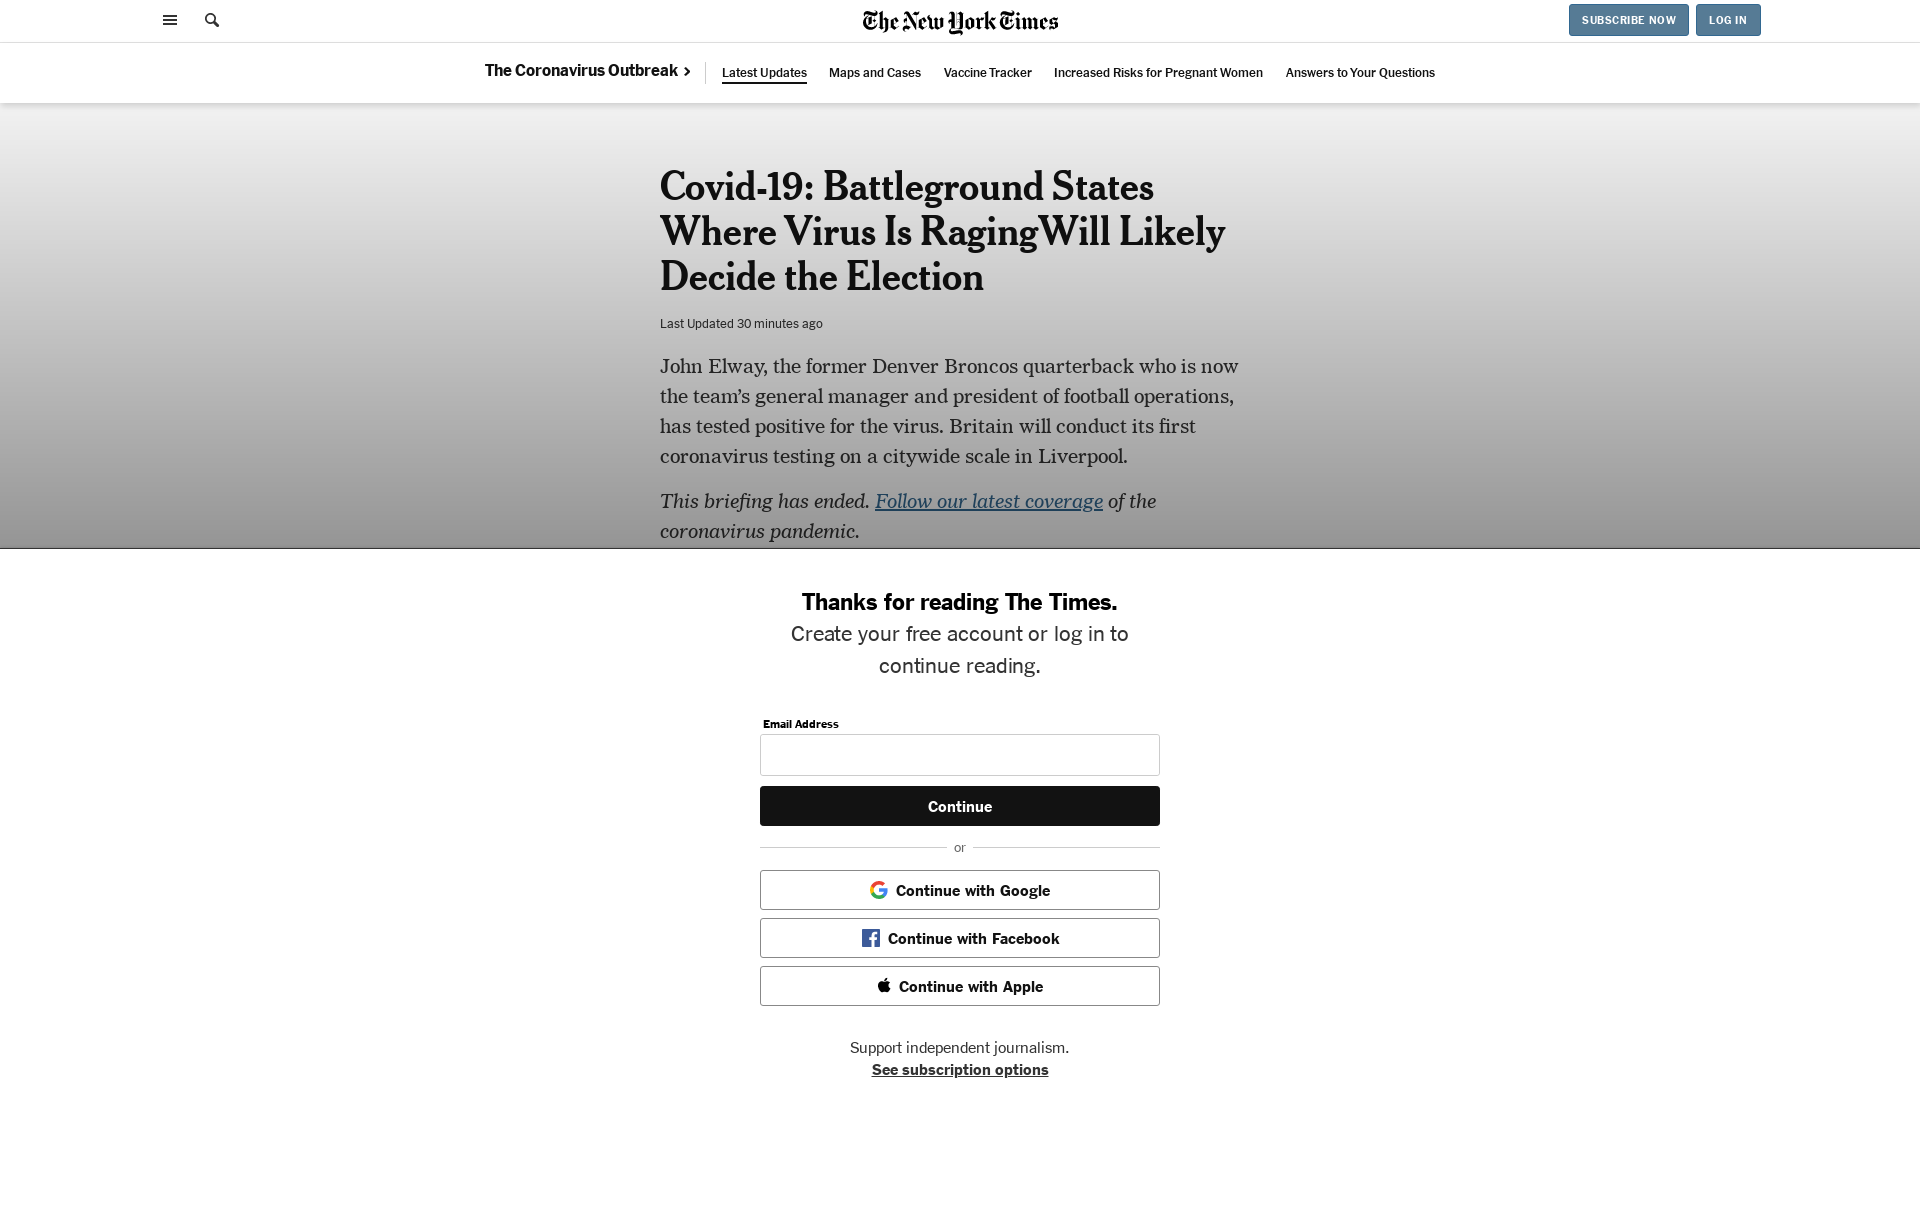 The New York Times
SUBSCRIBE NOW
LOG IN
The Coronavirus Outbreak
Latest Updates
Maps and Cases
Vaccine Tracker
Increased Risks for Pregnant Women
Answers to Your Questions
Covid-19: Battleground States
Where Virus Is RagingWill Likely
Decide the Election
Last Updated 30 minutes ago
John Elway, the former Denver Broncos quarterback who is now
the team’s general manager and president of football operations,
has tested positive for the virus. Britain will conduct its first
coronavirus testing on a citywide scale in Liverpool.
This briefing has ended. Follow our latest coverage of the
coronavirus pandemic.
Thanks for reading The Times.
Create your free account or log in to
continue reading.
Email Address
Continue
or
Continue with Google
Continue with Facebook
Continue with Apple
Support independent journalism.
See subscription options